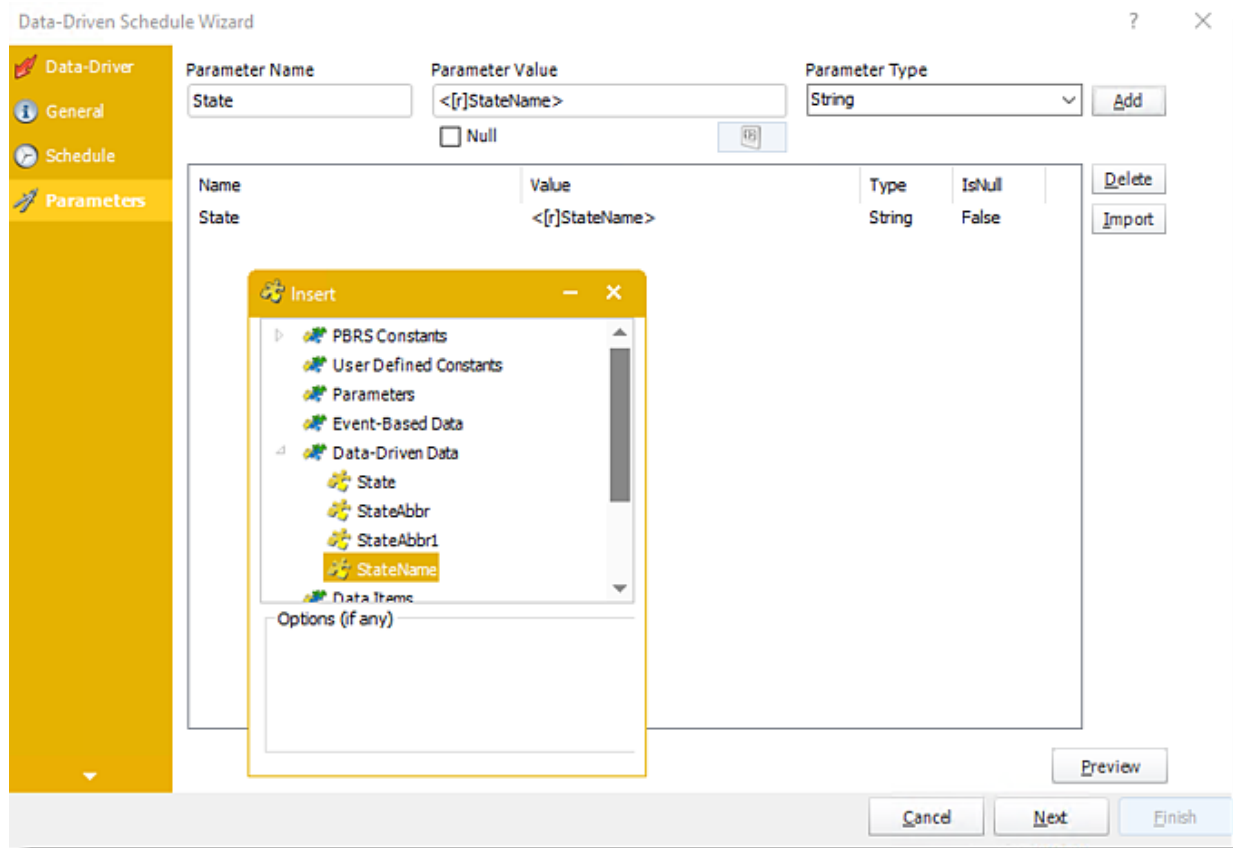 Data-Driven Schedule Wizard
?
Data-Driver
General
Schedule
Parameters
Parameter Name
Parameter Value
Parameter Type
State
<[r]StateName>
String
Add
Null
Name
Value
Type
IsNull
Delete
State
<[r]StateName>
String
False
Import
Insert
PBRS Constants
User Defined Constants
Parameters
Event-Based Data
Data-Driven Data
State
StateAbbr
StateAbbr1
StateName
Data Items
Options (if any)
Preview
Cancel
Next
Finish